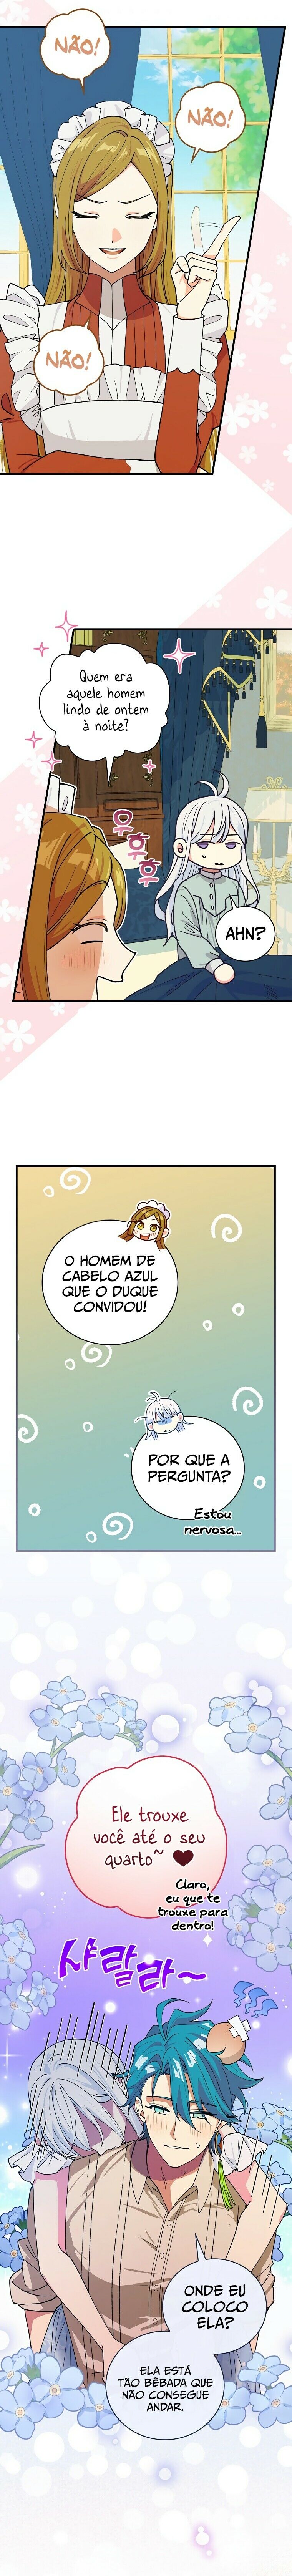 NÃO!
NÃO!
NÃO!
Quem era
aquele homem
lindo de ontem
à noite?
우후후
AHN?
O HOMEM DE
CABELO AZUL
QUE O DUQUE
CONVIDOU!
POR QUE A
PERGUNTA?
Estou
nervosa...
Ele trouxe
você até o seu
quarto~ ♥
Claro,
eu que te
trouxe para
dentro!
샤랄라~
ONDE EU
COLOCO
ELA?
ELA ESTÁ
TÃO BÊBADA QUE
NÃO CONSEGUE
ANDAR.